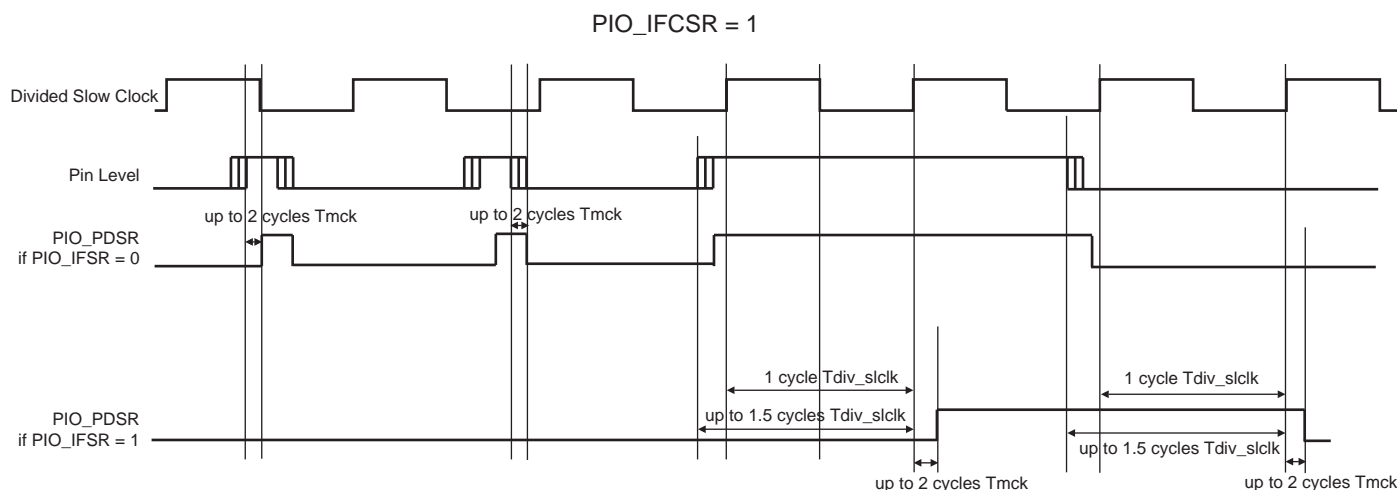 PIO_IFCSR = 1
Divided Slow Clock
Pin Level
up to 2 cycles Tmck
up to 2 cycles Tmck
PIO_PDSR
if PIO_IFSR = 0
1 cycle Tdiv_slclk
1 cycle Tdiv_slclk
up to 1.5 cycles Tdiv_slclk
PIO_PDSR
if PIO_IFSR = 1
up to 1.5 cycles Tdiv_slclk
up to 2 cycles Tmck
up to 2 cycles Tmck